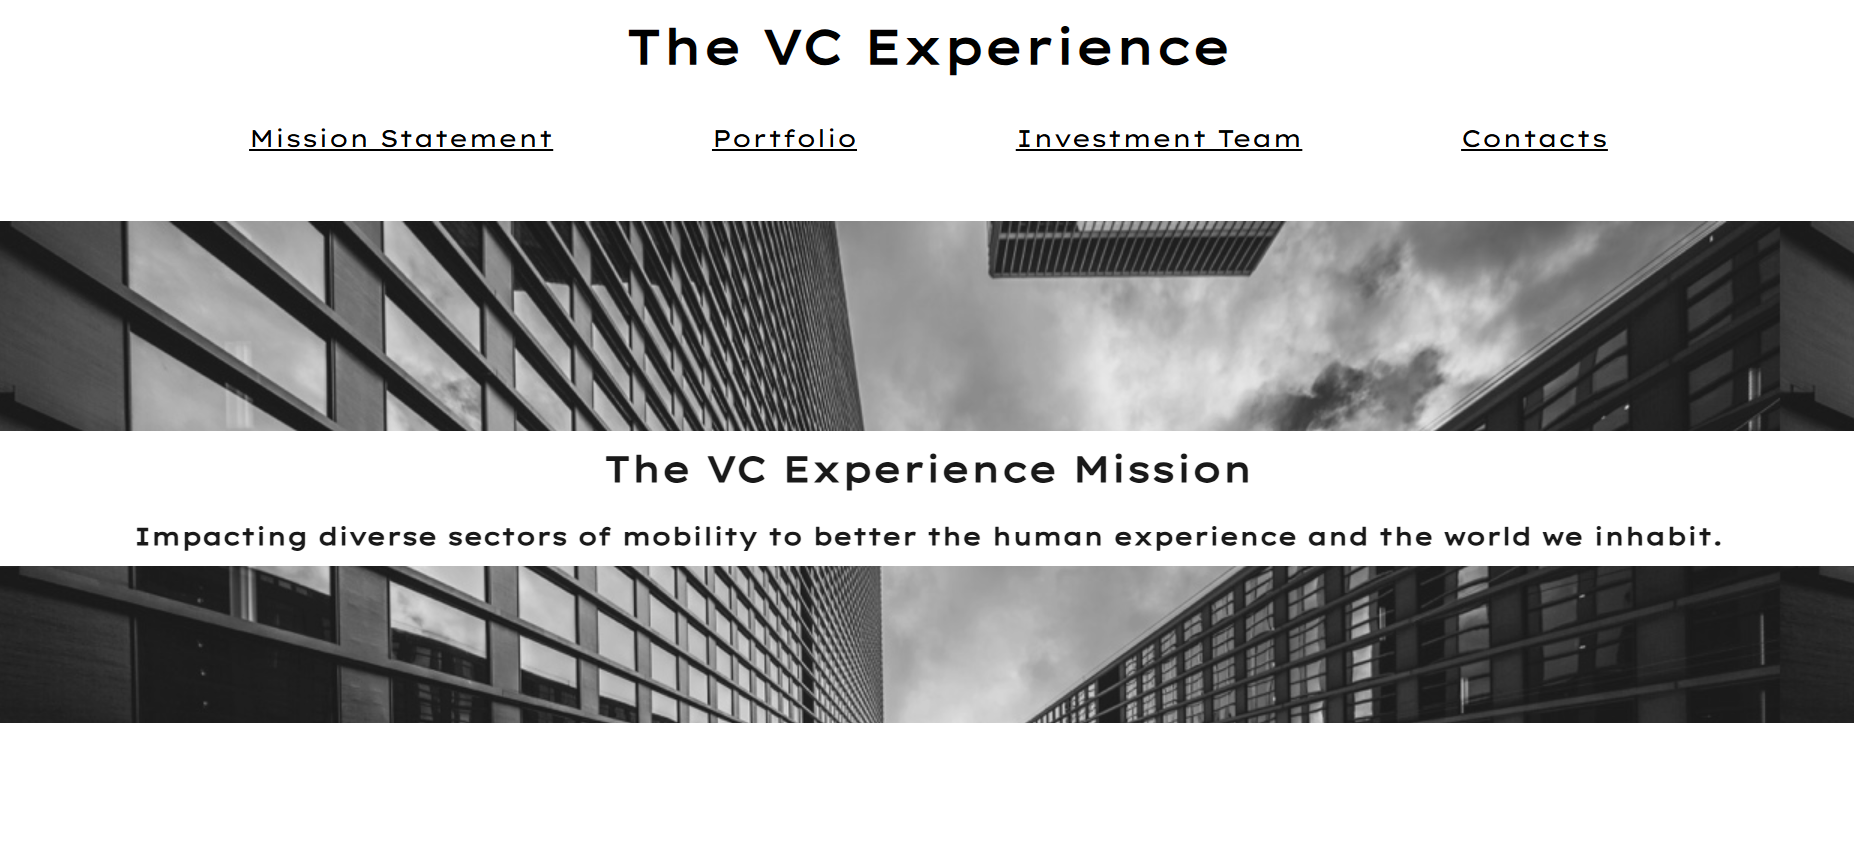 The VC Experience
Mission Statement Portfolio Investment Team Contacts
The VC Experience Mission
Impacting diverse sectors of mobility to better the human experience and the world we inhabit.